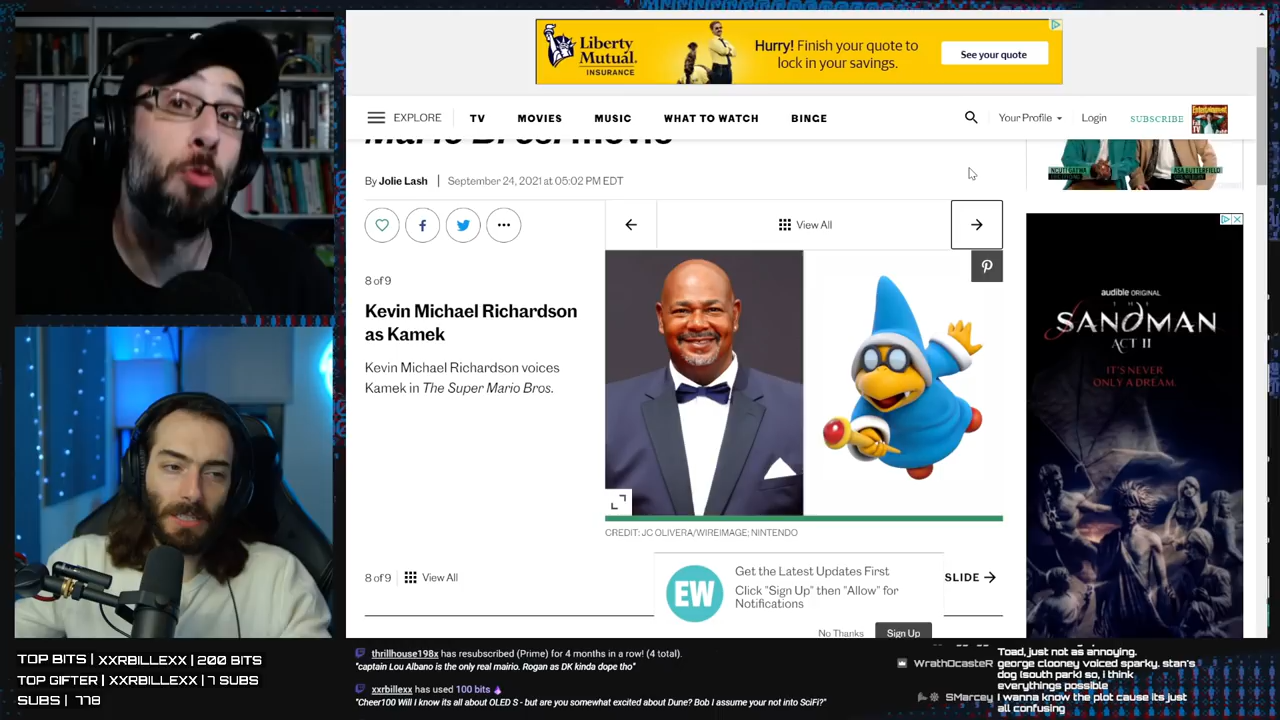 Liberty
Mutual
INSURANCE
Hurry! Finish your quote to
lock in your savings.
See your quote
EXPLORE
TV
MOVIES
MUSIC
WHAT TO WATCH
BINGE
Your Profile
Login
SUBSCRIBE
Mario Bros. movie
By Jolie Lash | September 24, 2021 at 05:02 PM EDT
View All
8 of 9
Kevin Michael Richardson
as Kamek
Kevin Michael Richardson voices
Kamek in The Super Mario Bros.
CREDIT: JC OLIVERA/WIREIMAGE; NINTENDO
8 of 9
View All
SLIDE
EW
Get the Latest Updates First
Click "Sign Up" then "Allow" for
Notifications
No Thanks
Sign Up
audible ORIGINAL
THE
SANDMAN
ACT II
IT'S NEVER
ONLY A DREAM.
TOP BITS | XXRBILLEXX | 200 BITS
TOP GIFTER | XXRBILLEXX | 7 SUBS
SUBS | 778
thrillhouse198x has resubscribed (Prime) for 4 months in a row! (4 total).
"captain Lou Albano is the only real mairio. Rogan as DK kinda dope tho"
xxrbillexx has used 100 bits
"Cheer100 Will I know its all about OLED S - but are you somewhat excited about Dune? Bob I assume your not into SciFi?"
Toad, just not as annoying.
WrathOcasteR george clooney voiced sparky, stan's
dog (south park) so, i think
everythings possible
SMarcey I wanna know the plot cause its just
all confusing